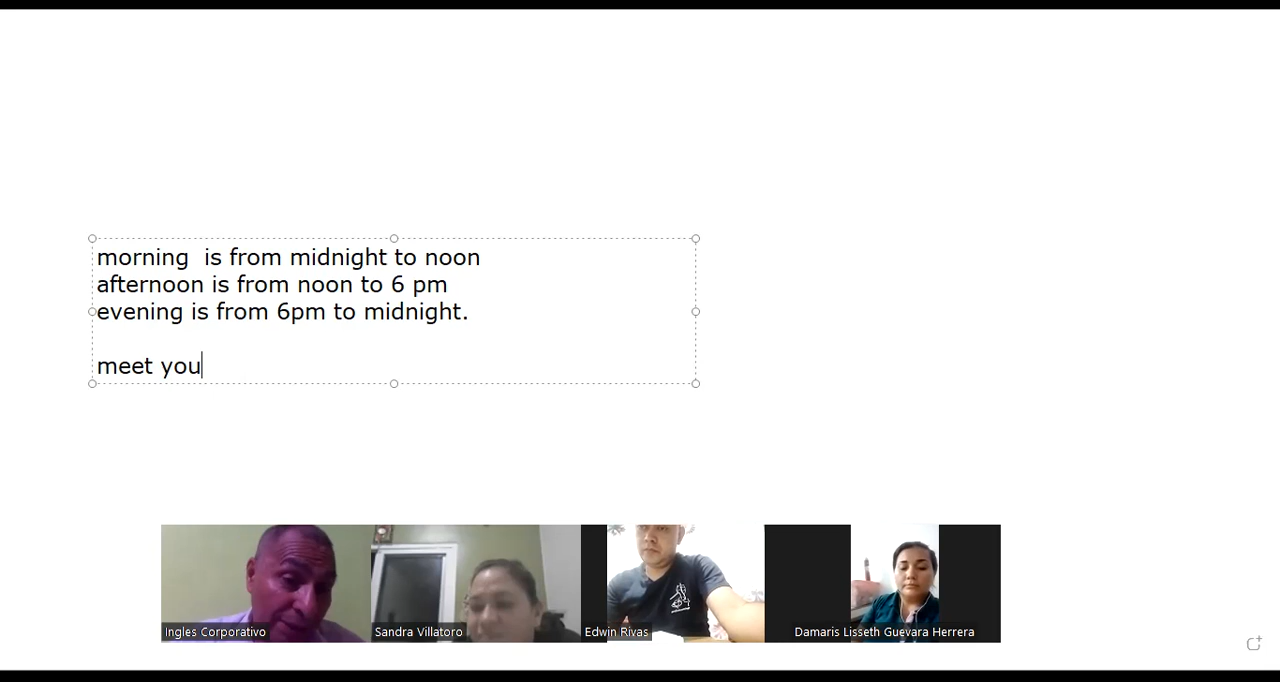 morning  is from midnight to noon
afternoon is from noon to 6 pm
evening is from 6pm to midnight.
meet you
Ingles Corporativo
Sandra Villatoro
Edwin Rivas
Damaris Lisseth Guevara Herrera